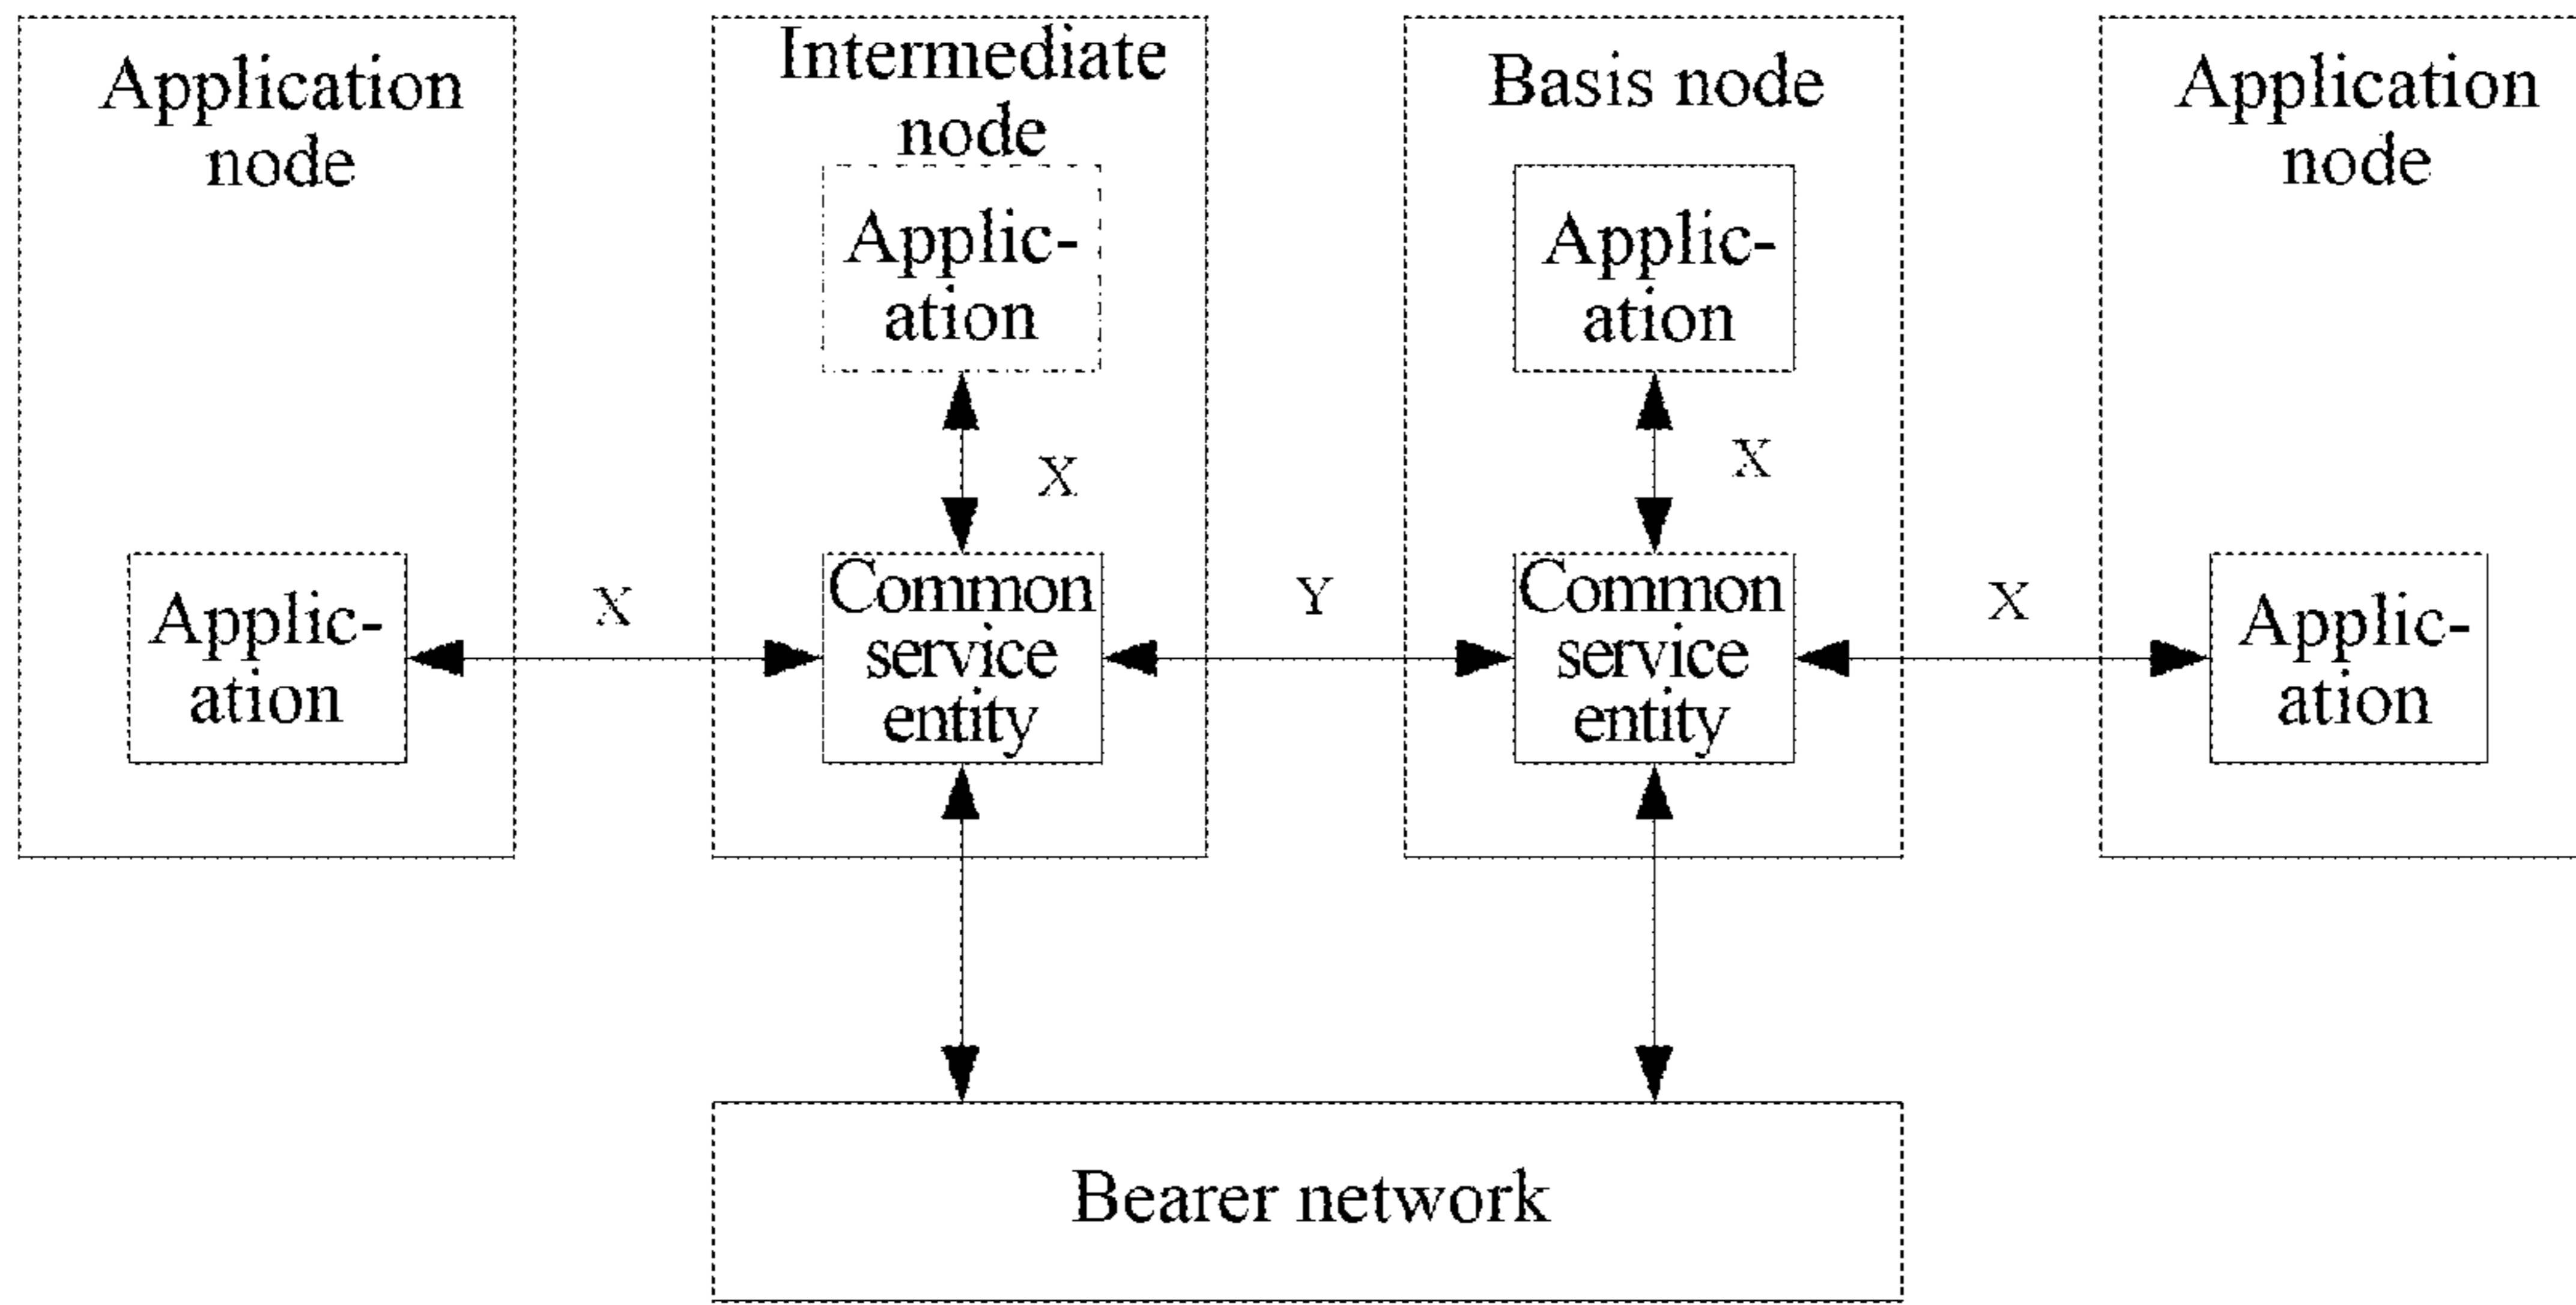 Application
node
Intermediate
node
Basis node
Application
node
Applic-
ation
Applic-
ation
X
X
Applic-
ation
X
Common
service
entity
Y
Common
service
entity
X
Applic-
ation
Bearer network